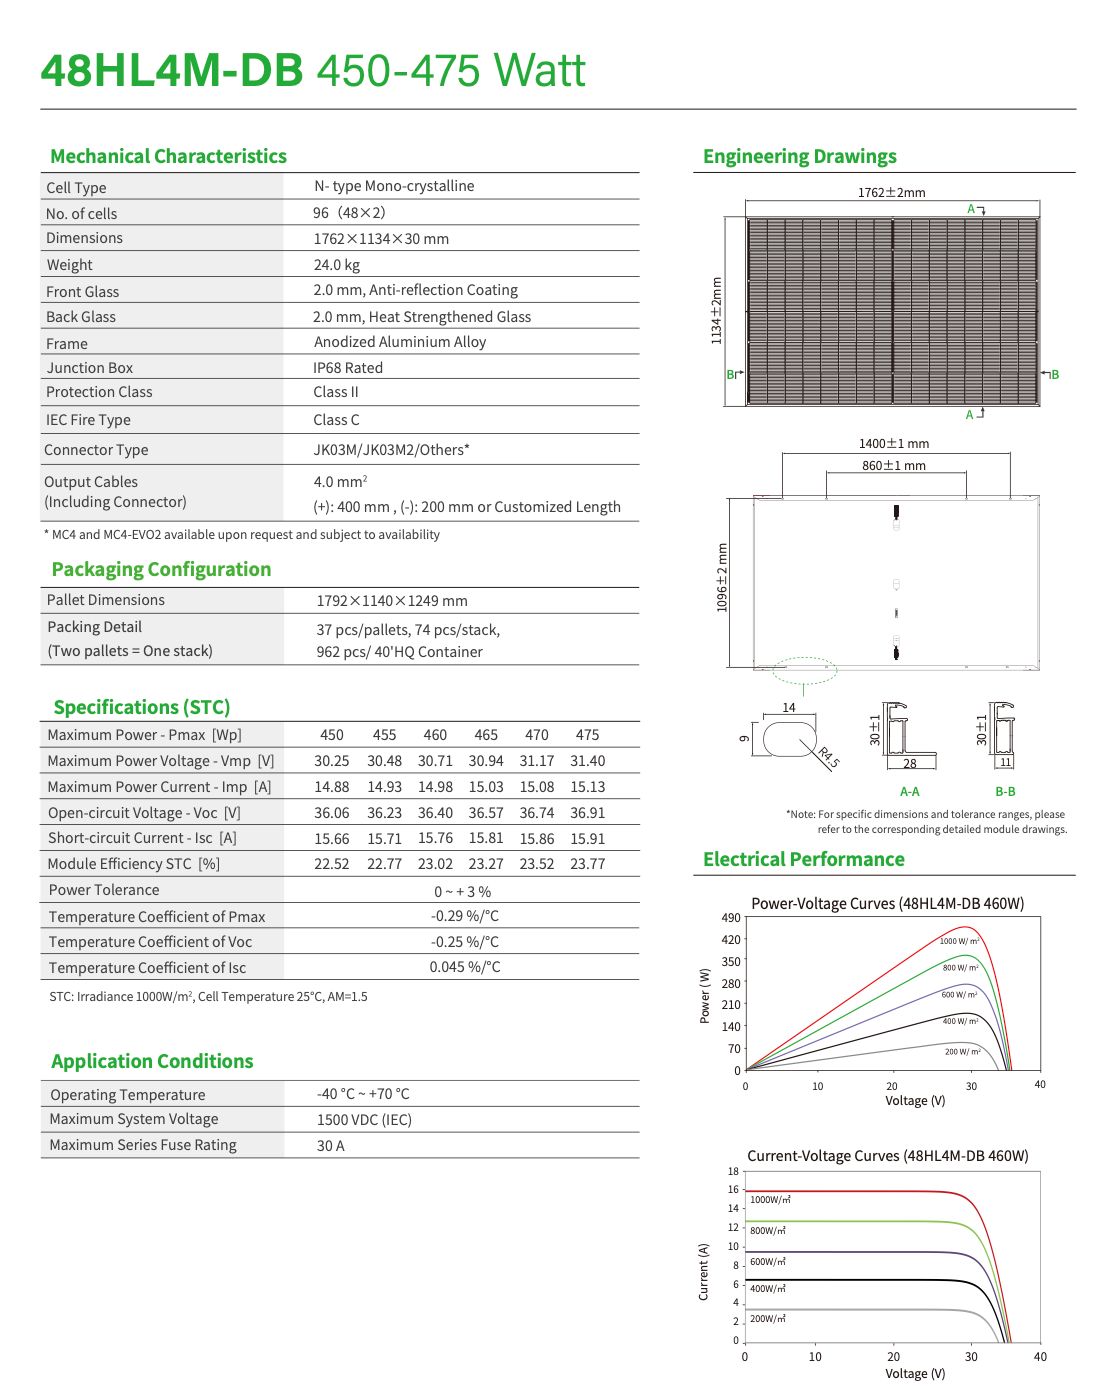 48HL4M-DB 450-475 Watt
Mechanical Characteristics
Cell Type N- type Mono-crystalline
No. of cells 96（48×2）
Dimensions 1762×1134×30 mm
Weight 24.0 kg
Front Glass 2.0 mm, Anti-reflection Coating
Back Glass 2.0 mm, Heat Strengthened Glass
Frame Anodized Aluminium Alloy
Junction Box IP68 Rated
Protection Class Class II
IEC Fire Type Class C
Connector Type JK03M/JK03M2/Others*
Output Cables 4.0 mm²
(Including Connector) (+): 400 mm , (-): 200 mm or Customized Length
* MC4 and MC4-EVO2 available upon request and subject to availability
Packaging Configuration
Pallet Dimensions 1792×1140×1249 mm
Packing Detail 37 pcs/pallets, 74 pcs/stack,
(Two pallets = One stack) 962 pcs/ 40'HQ Container
Specifications (STC)
Maximum Power - Pmax [Wp] 450 455 460 465 470 475
Maximum Power Voltage - Vmp [V] 30.25 30.48 30.71 30.94 31.17 31.40
Maximum Power Current - Imp [A] 14.88 14.93 14.98 15.03 15.08 15.13
Open-circuit Voltage - Voc [V] 36.06 36.23 36.40 36.57 36.74 36.91
Short-circuit Current - Isc [A] 15.66 15.71 15.76 15.81 15.86 15.91
Module Efficiency STC [%] 22.52 22.77 23.02 23.27 23.52 23.77
Power Tolerance 0 ~ + 3 %
Temperature Coefficient of Pmax -0.29 %/°C
Temperature Coefficient of Voc -0.25 %/°C
Temperature Coefficient of Isc 0.045 %/°C
STC: Irradiance 1000W/m², Cell Temperature 25°C, AM=1.5
Application Conditions
Operating Temperature -40 °C ~ +70 °C
Maximum System Voltage 1500 VDC (IEC)
Maximum Series Fuse Rating 30 A
Engineering Drawings
1762±2mm
A
1134±2mm
B
B
A
1400±1 mm
860±1 mm
1096±2 mm
14
9
R4.5
30±1
28
A-A
30±1
11
B-B
*Note: For specific dimensions and tolerance ranges, please
refer to the corresponding detailed module drawings.
Electrical Performance
Power-Voltage Curves (48HL4M-DB 460W)
Power (W)
490
420
350
280
210
140
70
0
1000 W/ m²
800 W/ m²
600 W/ m²
400 W/ m²
200 W/ m²
0 10 20 30 40
Voltage (V)
Current-Voltage Curves (48HL4M-DB 460W)
Current (A)
18
16
14
12
10
8
6
4
2
0
1000W/㎡
800W/㎡
600W/㎡
400W/㎡
200W/㎡
0 10 20 30 40
Voltage (V)